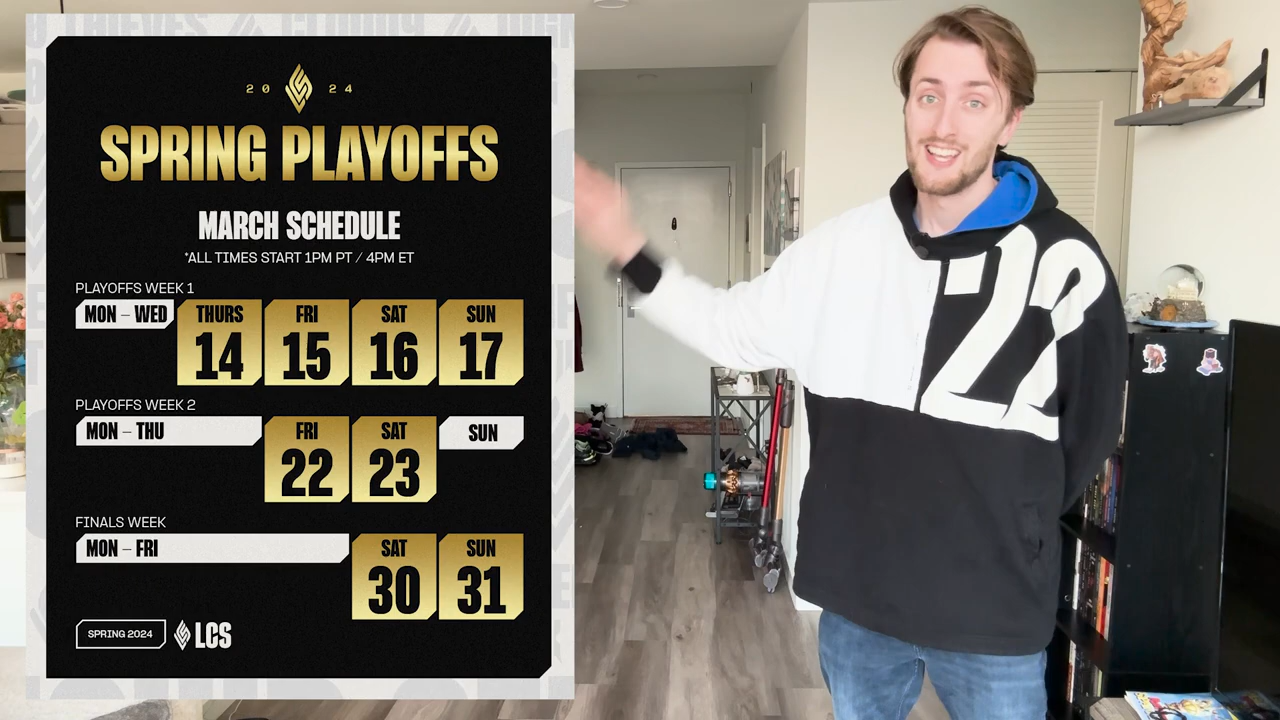 20 24
SPRING PLAYOFFS
MARCH SCHEDULE
*ALL TIMES START 1PM PT / 4PM ET
PLAYOFFS WEEK 1
MON – WED
THURS 14
FRI 15
SAT 16
SUN 17
PLAYOFFS WEEK 2
MON – THU
FRI 22
SAT 23
SUN
FINALS WEEK
MON – FRI
SAT 30
SUN 31
SPRING 2024
LCS
22